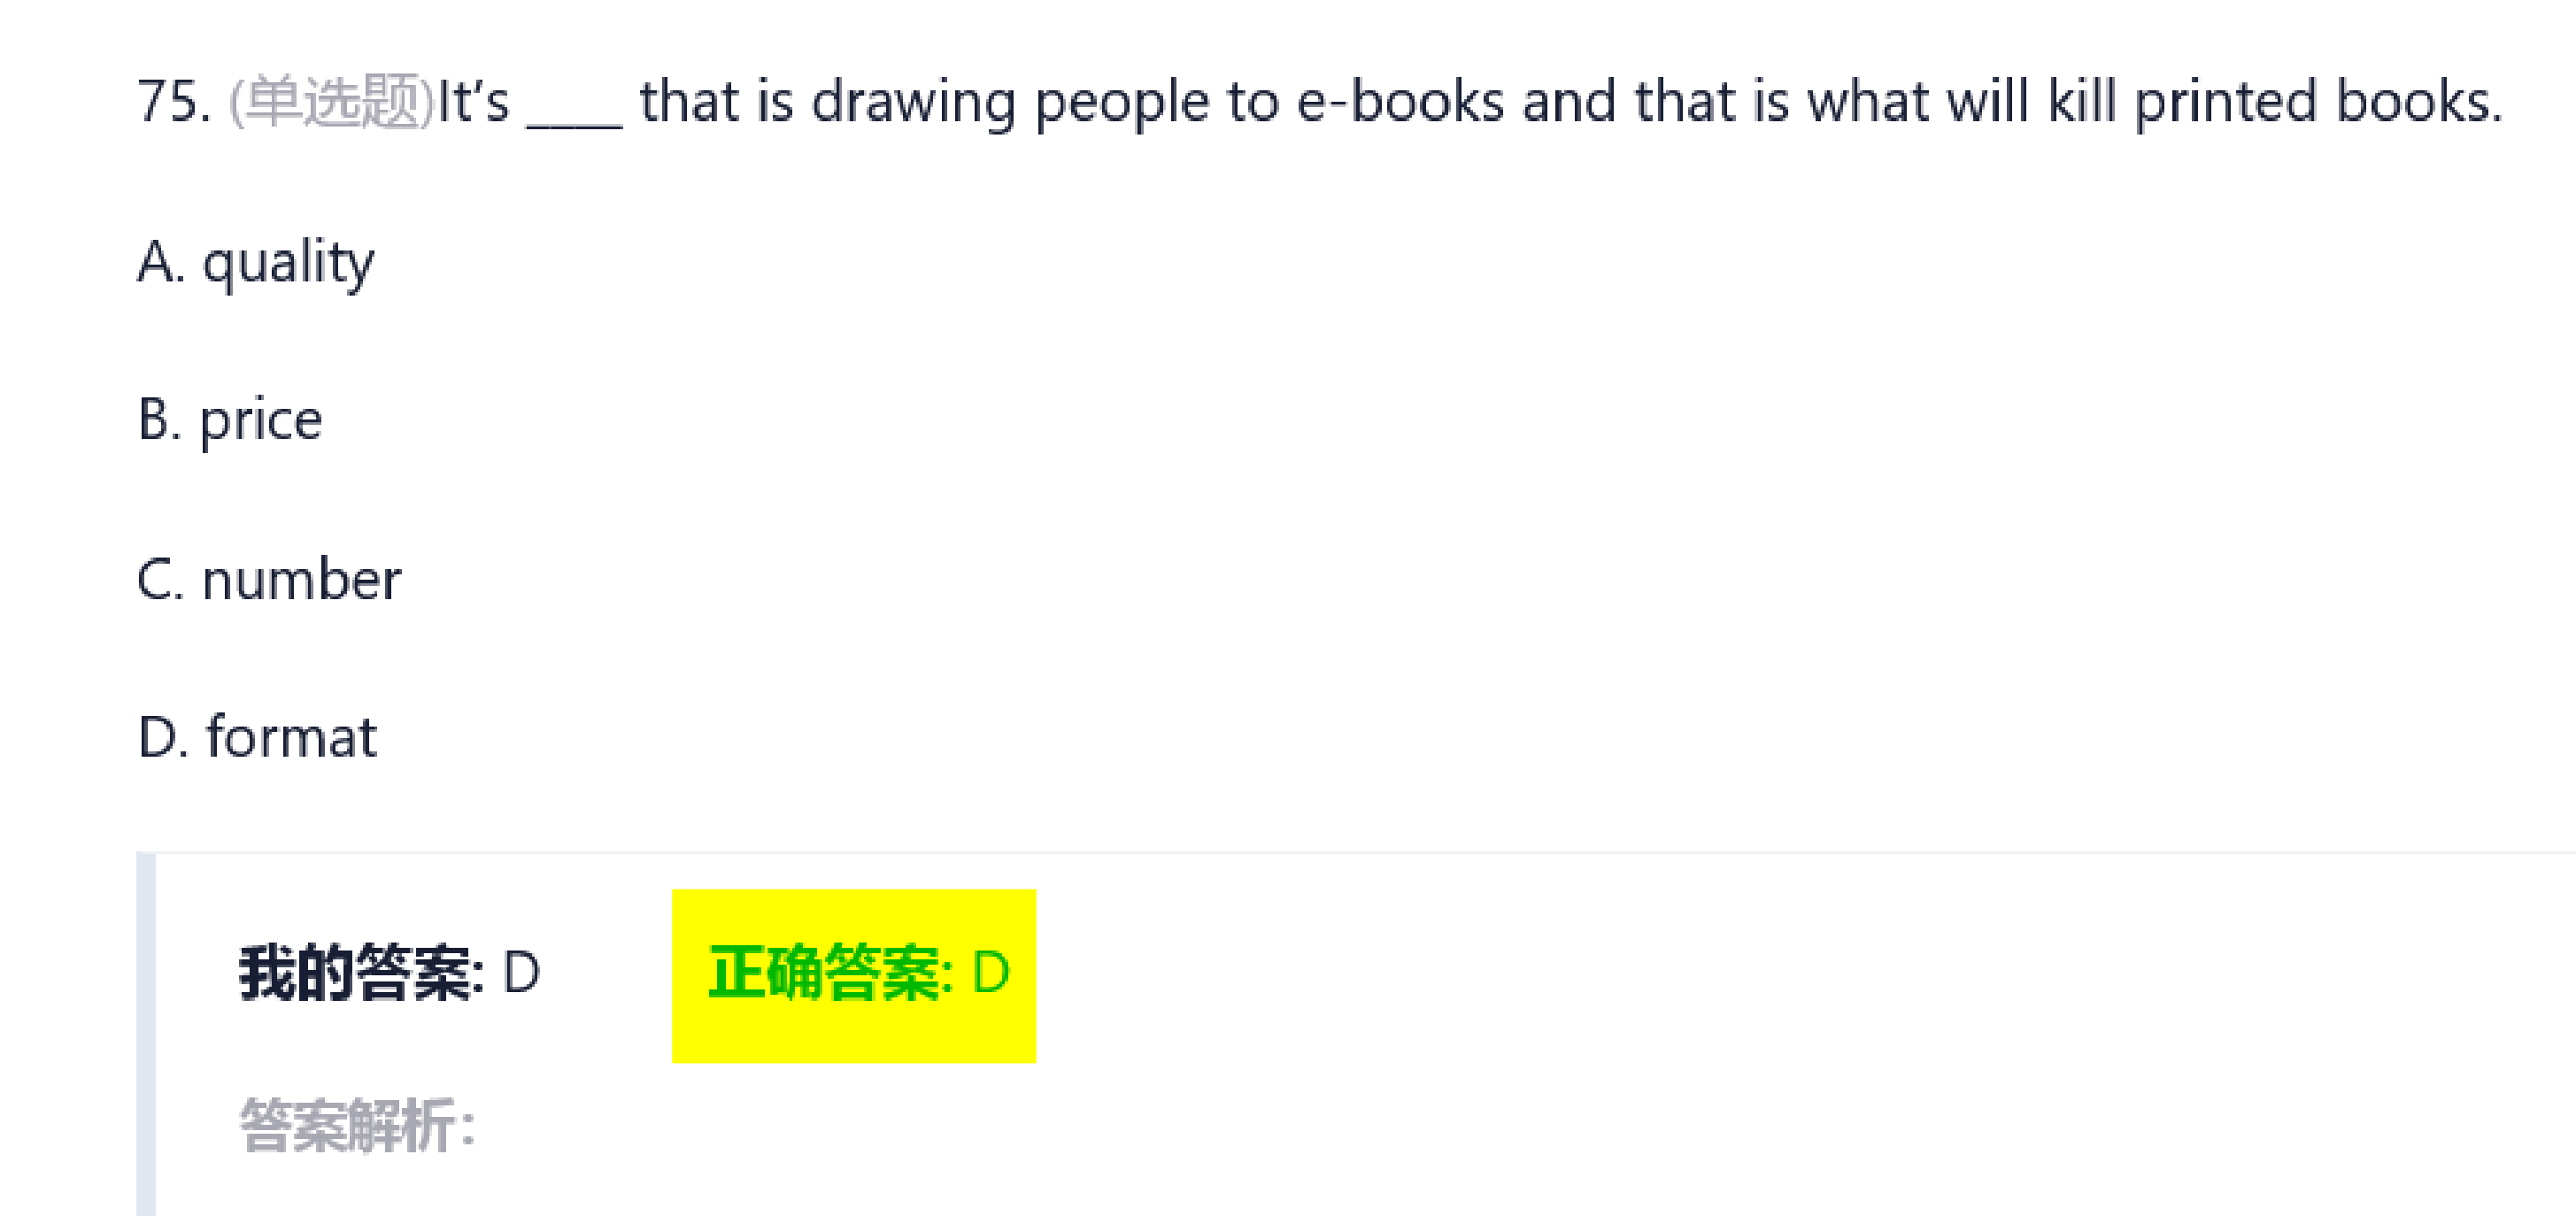 75. (单选题)It's ____ that is drawing people to e-books and that is what will kill printed books.
A. quality
B. price
C. number
D. format
我的答案: D 正确答案: D
答案解析: